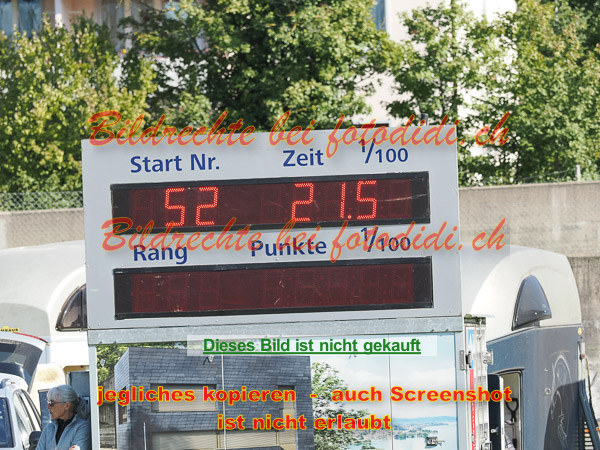 Bildrechte bei fotodidi.ch
Start Nr. Zeit 1/100
52 21.5
Bildrechte bei fotodidi.ch
Rang Punkte 1/100
Dieses Bild ist nicht gekauft
jegliches kopieren - auch Screenshot
ist nicht erlaubt